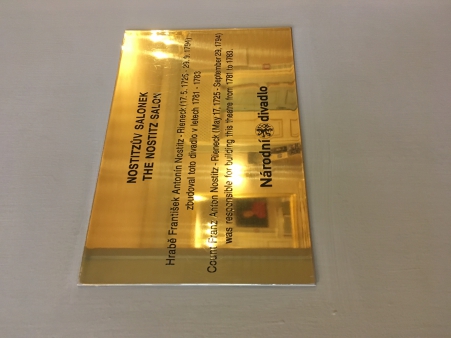 NOSTITZŮV SALONEK
THE NOSTITZ SALON
Hrabě František Antonín Nostitz - Rieneck (17. 5. 1725 - 29. 9. 1794)
zbudoval toto divadlo v letech 1781 - 1783.
Count Franz Anton Nostitz - Rieneck (May 17, 1725 - September 29, 1794)
was responsible for building this theatre from 1781 to 1783.
Národní divadlo